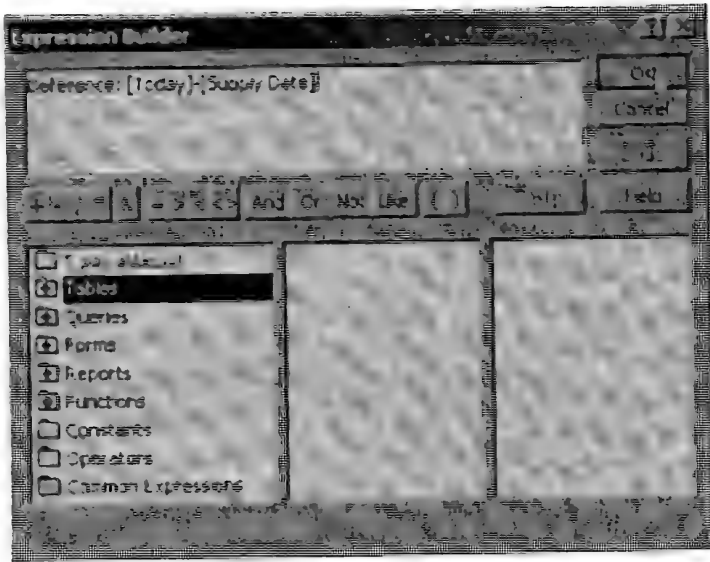 Expression Builder
Deference: [Today]-[Supply Date]
OK
Cancel
+ - / * & = > < <> And Or Not Like ( )
Help
Tables
Queries
Forms
Reports
Functions
Constants
Operators
Common Expressions